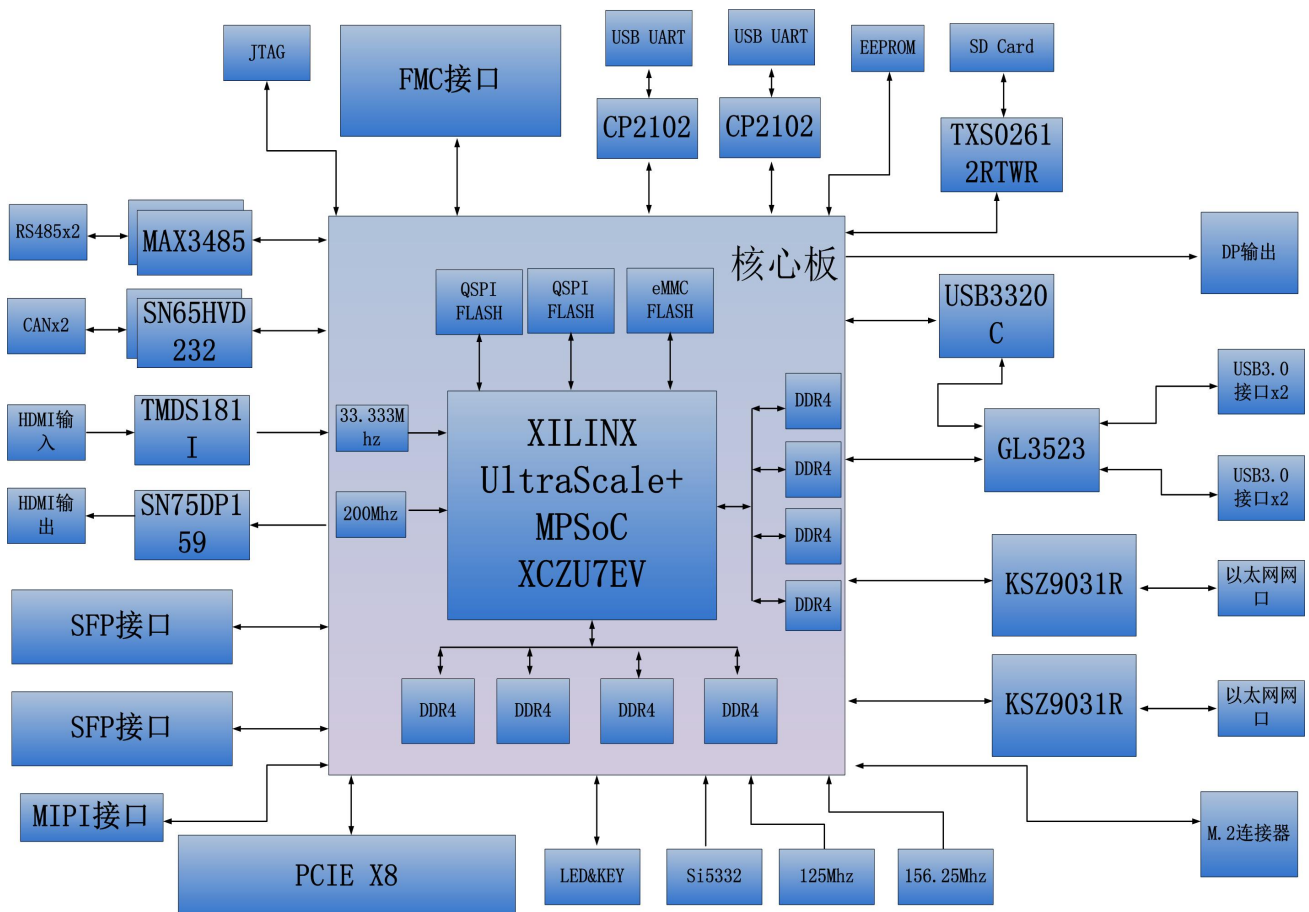 JTAG
FMC接口
USB UART
USB UART
EEPROM
SD Card
CP2102
CP2102
TXS0261
2RTWR
RS485x2
MAX3485
核心板
DP输出
CANx2
SN65HVD
232
QSPI
FLASH
QSPI
FLASH
eMMC
FLASH
USB3320
C
HDMI输
入
TMDS181
I
33.333M
hz
XILINX
UltraScale+
MPSoC
XCZU7EV
DDR4
DDR4
DDR4
DDR4
GL3523
USB3.0
接口x2
USB3.0
接口x2
HDMI输
出
SN75DP1
59
200Mhz
KSZ9031R
以太网网
口
SFP接口
SFP接口
DDR4
DDR4
DDR4
DDR4
KSZ9031R
以太网网
口
MIPI接口
PCIE X8
LED&KEY
Si5332
125Mhz
156.25Mhz
M.2连接器